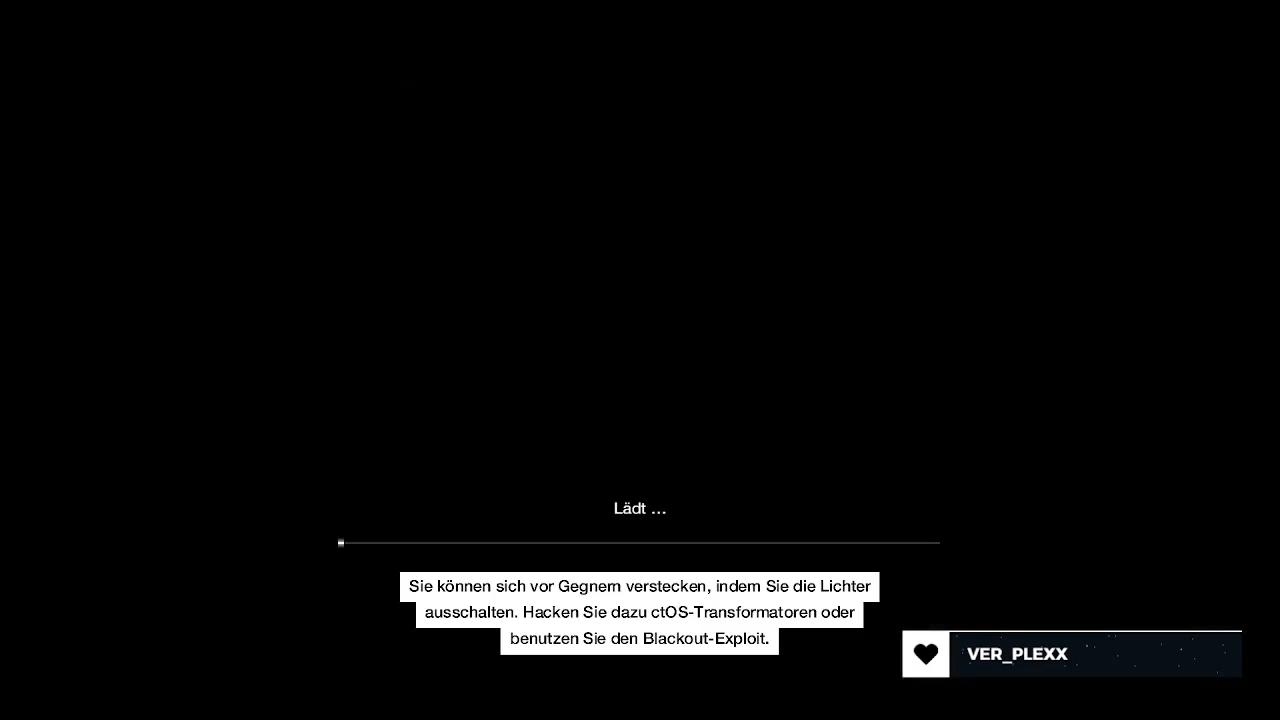 Lädt ...
Sie können sich vor Gegnern verstecken, indem Sie die Lichter
ausschalten. Hacken Sie dazu ctOS-Transformatoren oder
benutzen Sie den Blackout-Exploit.
VER_PLEXX